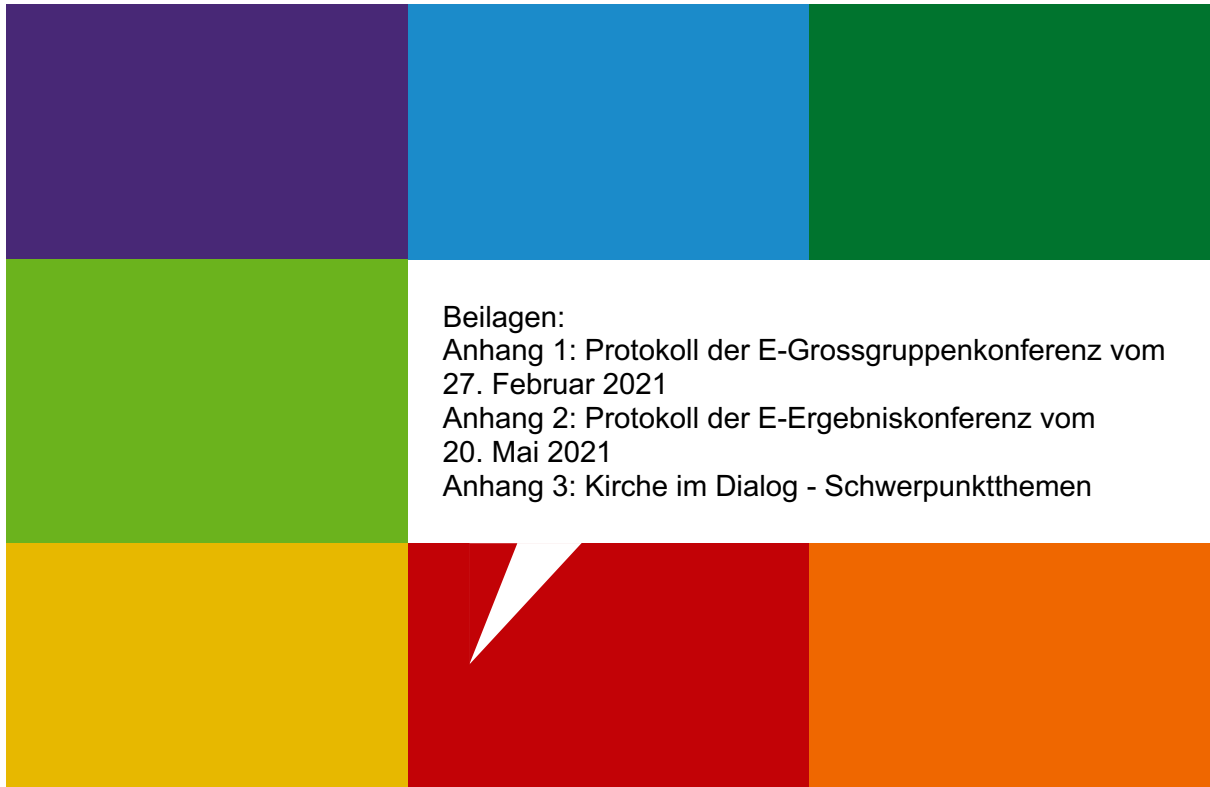 Beilagen:
Anhang 1: Protokoll der E-Grossgruppenkonferenz vom
27. Februar 2021
Anhang 2: Protokoll der E-Ergebniskonferenz vom
20. Mai 2021
Anhang 3: Kirche im Dialog - Schwerpunktthemen